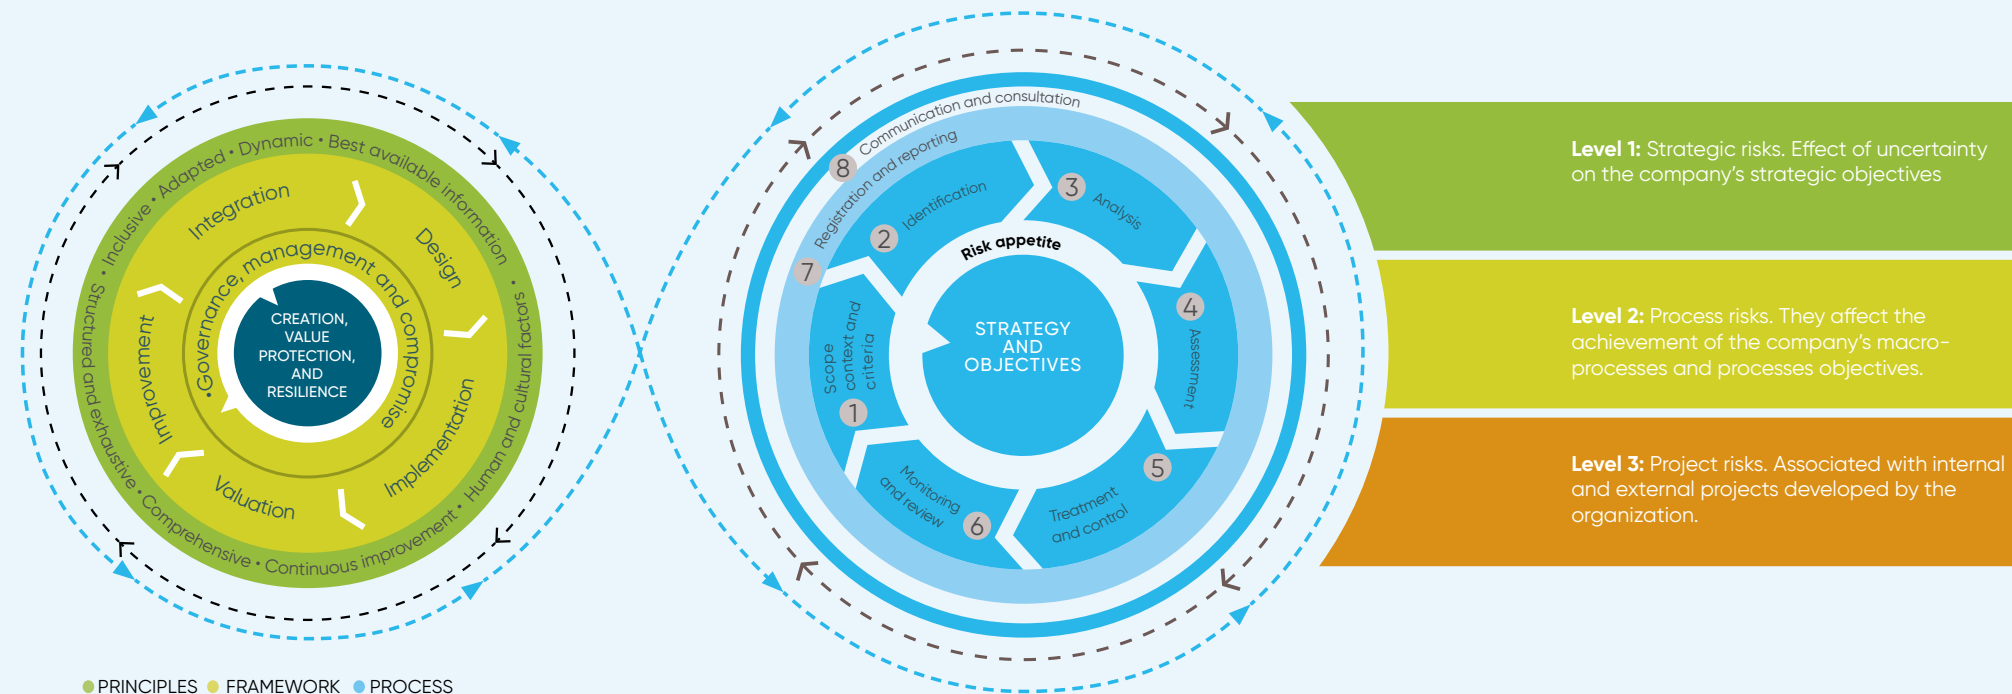 Structured and exhaustive • Inclusive • Adapted • Dynamic • Best available information • Human and cultural factors •
Comprehensive • Continuous improvement •
Integration
Design
Implementation
Valuation
Improvement
•Governance, management and compromise
CREATION,
VALUE
PROTECTION,
AND
RESILIENCE
8
Communication and consultation
7
Registration and reporting
1
Scope
context and
criteria
2
Identification
3
Analysis
4
Assessment
5
Treatment
and control
6
Monitoring
and review
Risk appetite
STRATEGY
AND
OBJECTIVES
Level 1: Strategic risks. Effect of uncertainty
on the company's strategic objectives
Level 2: Process risks. They affect the
achievement of the company's macro-
processes and processes objectives.
Level 3: Project risks. Associated with internal
and external projects developed by the
organization.
PRINCIPLES
FRAMEWORK
PROCESS